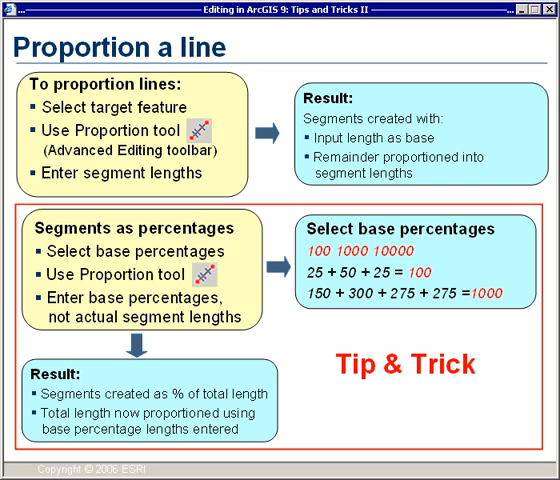 Editing in ArcGIS 9: Tips and Tricks II
Proportion a line
To proportion lines:
Select target feature
Use Proportion tool
(Advanced Editing toolbar)
Enter segment lengths
Result:
Segments created with:
Input length as base
Remainder proportioned into
segment lengths
Segments as percentages
Select base percentages
Use Proportion tool
Enter base percentages,
not actual segment lengths
Select base percentages
100 1000 10000
25 + 50 + 25 = 100
150 + 300 + 275 + 275 =1000
Result:
Segments created as % of total length
Total length now proportioned using
base percentage lengths entered
Tip & Trick
Copyright © 2006 ESRI